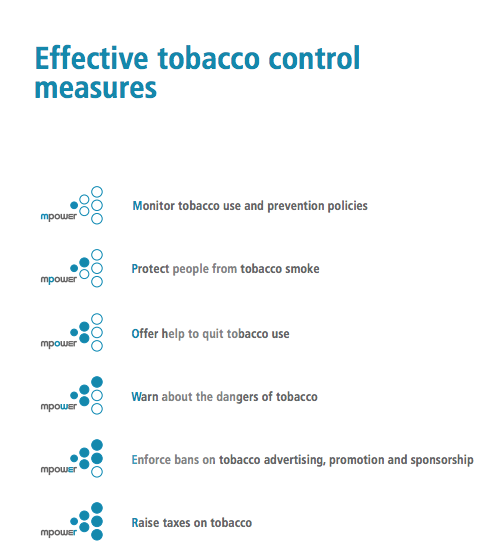 Effective tobacco control
measures
mpower Monitor tobacco use and prevention policies
mpower Protect people from tobacco smoke
mpower Offer help to quit tobacco use
mpower Warn about the dangers of tobacco
mpower Enforce bans on tobacco advertising, promotion and sponsorship
mpower Raise taxes on tobacco